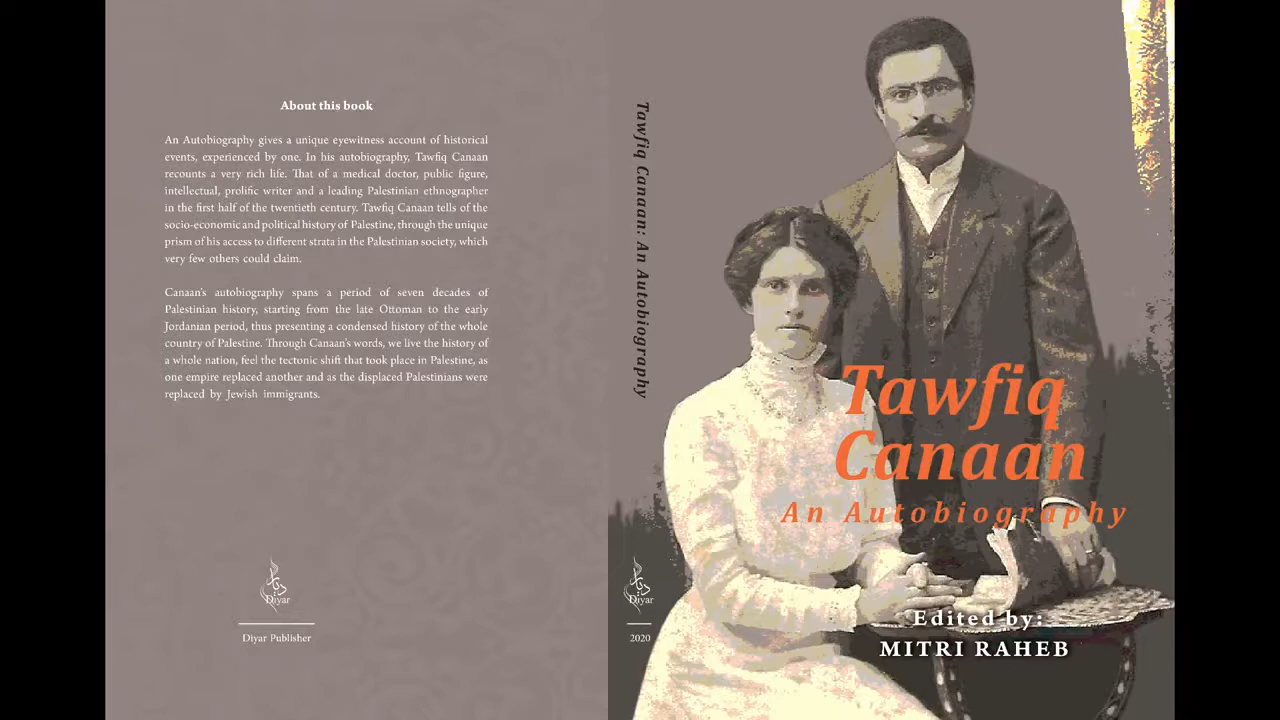 About this book
An Autobiography gives a unique eyewitness account of historical
events, experienced by one. In his autobiography, Tawfiq Canaan
recounts a very rich life. That of a medical doctor, public figure,
intellectual, prolific writer and a leading Palestinian ethnographer
in the first half of the twentieth century. Tawfiq Canaan tells of the
socio-economic and political history of Palestine, through the unique
prism of his access to different strata in the Palestinian society, which
very few others could claim.
Canaan's autobiography spans a period of seven decades of
Palestinian history, starting from the late Ottoman to the early
Jordanian period, thus presenting a condensed history of the whole
country of Palestine. Through Canaan's words, we live the history of
a whole nation, feel the tectonic shift that took place in Palestine, as
one empire replaced another and as the displaced Palestinians were
replaced by Jewish immigrants.
ديار
Diyar
Diyar Publisher
Tawfiq Canaan: An Autobiography
ديار
Diyar
2020
Tawfiq
Canaan
An Autobiography
Edited by:
MITRI RAHEB